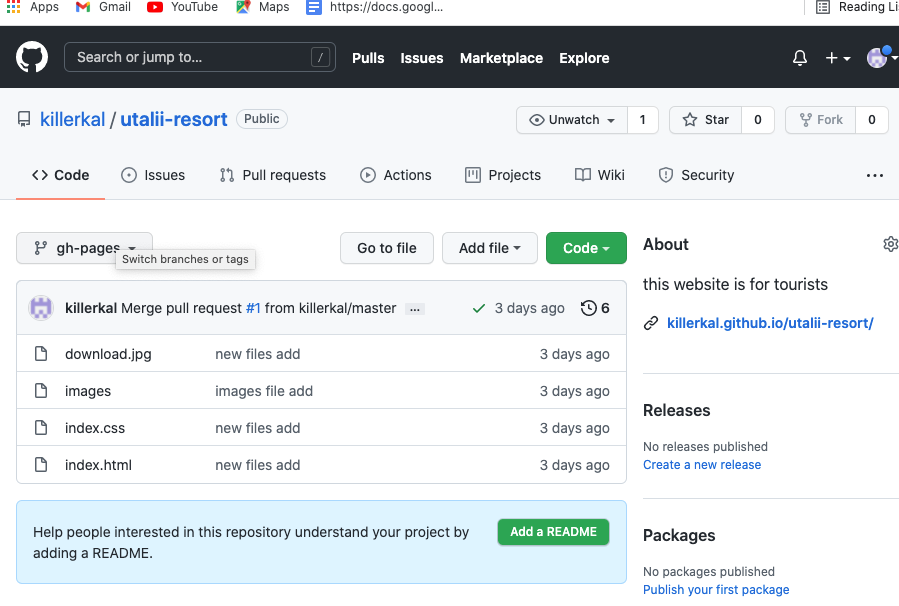 Apps Gmail YouTube Maps https://docs.googl... Reading Li
Search or jump to... / Pulls Issues Marketplace Explore
killerkal / utalii-resort Public Unwatch 1 Star 0 Fork 0
Code Issues Pull requests Actions Projects Wiki Security ...
gh-pages Go to file Add file Code
Switch branches or tags
killerkal Merge pull request #1 from killerkal/master ... 3 days ago 6
download.jpg new files add 3 days ago
images images file add 3 days ago
index.css new files add 3 days ago
index.html new files add 3 days ago
Help people interested in this repository understand your project by
adding a README.
Add a README
About
this website is for tourists
killerkal.github.io/utalii-resort/
Releases
No releases published
Create a new release
Packages
No packages published
Publish your first package